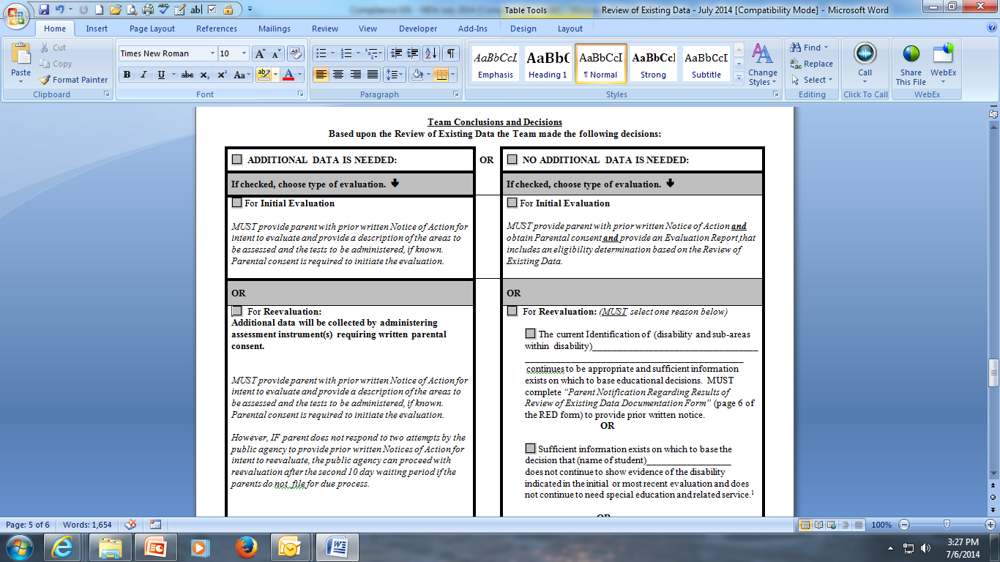 Table Tools
Review of Existing Data - July 2014 [Compatibility Mode] - Microsoft Word
Home Insert Page Layout References Mailings Review View Developer Add-Ins Design Layout
Paste
Cut
Copy
Format Painter
Clipboard
Times New Roman 10
Font
Paragraph
AaBbCcI AaBbC AaBbCcI AaBbCcI AaBbCcI
Emphasis Heading 1 ¶ Normal Strong Subtitle
Change Styles
Styles
Find
Replace
Select
Editing
Call
Click To Call
Share This File
WebEx
WebEx
Team Conclusions and Decisions
Based upon the Review of Existing Data the Team made the following decisions:
ADDITIONAL DATA IS NEEDED:
If checked, choose type of evaluation.
For Initial Evaluation
MUST provide parent with prior written Notice of Action for
intent to evaluate and provide a description of the areas to
be assessed and the tests to be administered, if known.
Parental consent is required to initiate the evaluation.
OR
For Reevaluation:
Additional data will be collected by administering
assessment instrument(s) requiring written parental
consent.
MUST provide parent with prior written Notice of Action for
intent to evaluate and provide a description of the areas to
be assessed and the tests to be administered, if known.
Parental consent is required to initiate the evaluation.
However, IF parent does not respond to two attempts by the
public agency to provide prior written Notices of Action for
intent to reevaluate, the public agency can proceed with
reevaluation after the second 10 day waiting period if the
parents do not file for due process.
OR
NO ADDITIONAL DATA IS NEEDED:
If checked, choose type of evaluation.
For Initial Evaluation
MUST provide parent with prior written Notice of Action and
obtain Parental consent and provide an Evaluation Report that
includes an eligibility determination based on the Review of
Existing Data.
OR
For Reevaluation: (MUST select one reason below)
The current Identification of (disability and sub-areas
within disability)________________________________
__________________________________________
continues to be appropriate and sufficient information
exists on which to base educational decisions. MUST
complete “Parent Notification Regarding Results of
Review of Existing Data Documentation Form” (page 6 of
the RED form) to provide prior written notice.
OR
Sufficient information exists on which to base the
decision that (name of student)________________
does not continue to show evidence of the disability
indicated in the initial or most recent evaluation and does
not continue to need special education and related service.1
Page: 5 of 6 Words: 1,654 100%
3:27 PM
7/6/2014